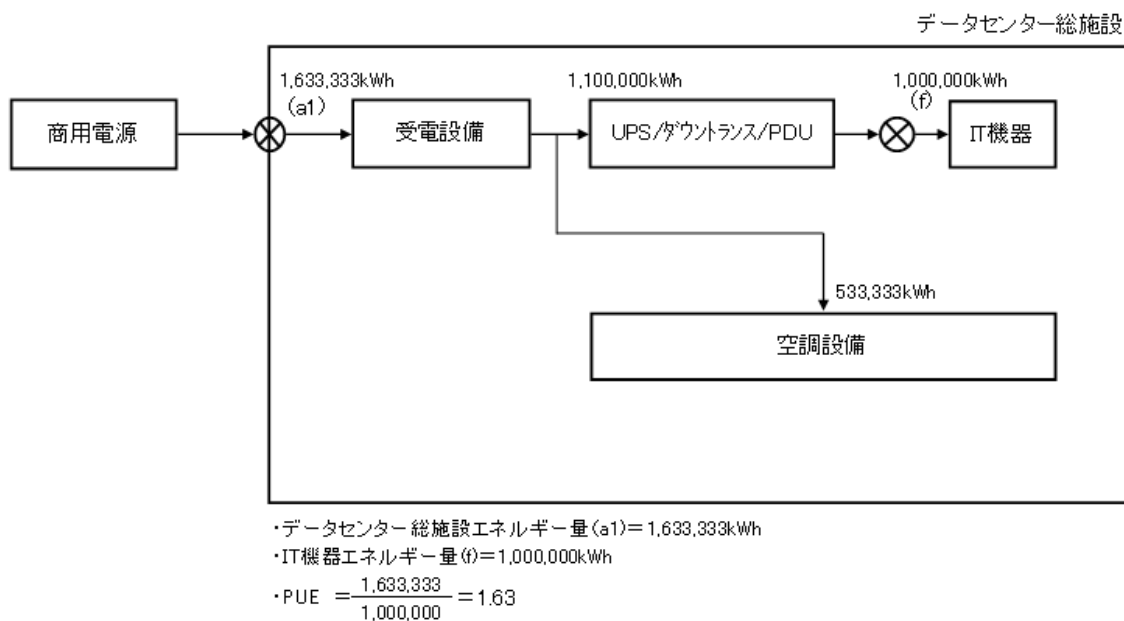 データセンター総施設
1,633,333kWh
(a1)
1,100,000kWh
1,000,000kWh
(f)
商用電源
受電設備
UPS/ダウントランス/PDU
IT機器
533,333kWh
空調設備
・データセンター総施設エネルギー量(a1)=1,633,333kWh
・IT機器エネルギー量(f)=1,000,000kWh
・PUE =1,633,333/1,000,000=1.63